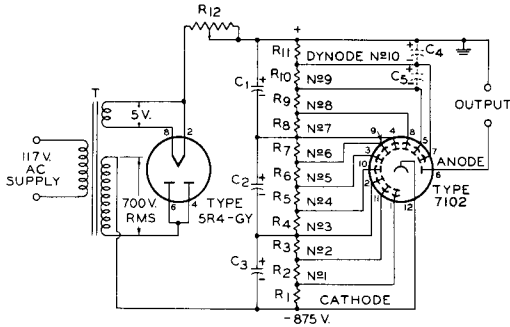 R12
+
R11
DYNODE №10
C4
R10
№9
C5
C1
R9
№8
R8
№7
T
5 V.
8 2
117 V.
AC
SUPPLY
700 V.
RMS
6 4
TYPE
5R4-GY
R7
№6
C2
R6
№5
R5
№4
R4
№3
R3
№2
C3
R2
№1
R1
CATHODE
-875 V.
9 4 8 5
3 7
10 6
2
11 1 12
OUTPUT
ANODE
TYPE
7102